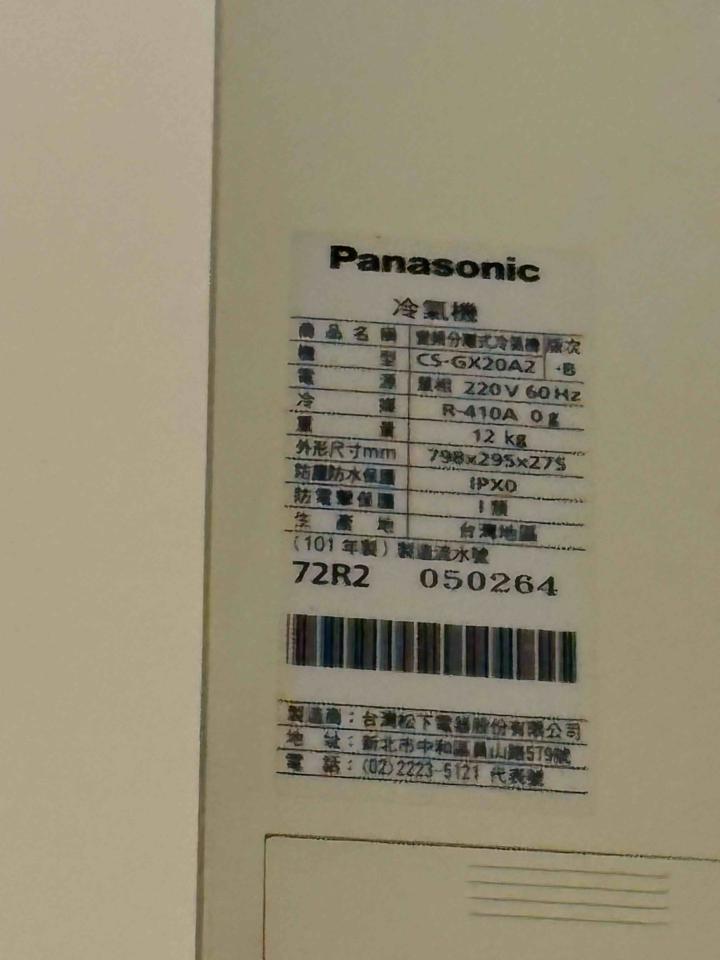 Panasonic
冷氣機
商品名稱 變頻分離式冷氣機 版次
機型 CS-GX20A2 -B
電源 單相 220V 60Hz
冷媒 R-410A 0g
重量 12 kg
外形尺寸mm 798x295x275
防塵防水保護 IPX0
防電擊保護 I 類
生產地 台灣地區
(101年製)製造流水號
72R2 050264
製造商:台灣松下電器股份有限公司
地址:新北市中和區員山路579號
電話:(02)2223-5121 代表號